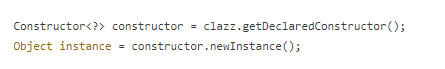 Constructor<?> constructor = clazz.getDeclaredConstructor();
Object instance = constructor.newInstance();